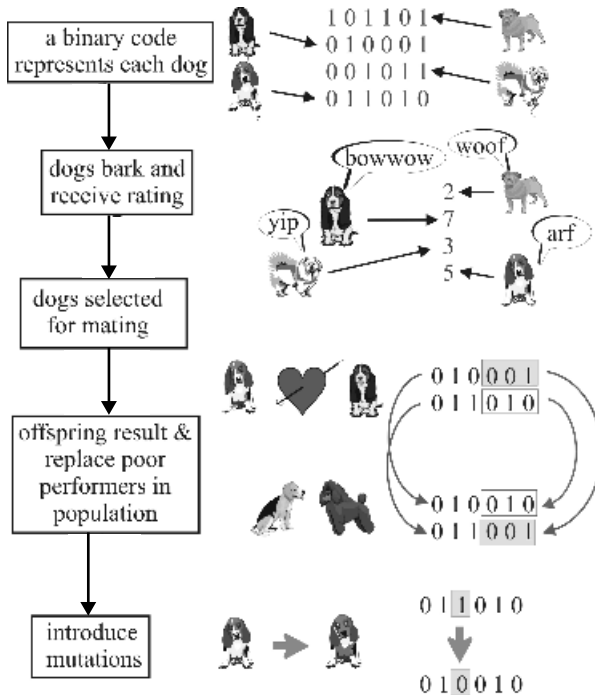 a binary code
represents each dog
1 0 1 1 0 1
0 1 0 0 0 1
0 0 1 0 1 1
0 1 1 0 1 0
dogs bark and
receive rating
bowwow
woof
yip
arf
2
7
3
5
dogs selected
for mating
0 1 0 0 0 1
0 1 1 0 1 0
offspring result &
replace poor
performers in
population
0 1 0 0 1 0
0 1 1 0 0 1
introduce
mutations
0 1 1 0 1 0
0 1 0 0 1 0